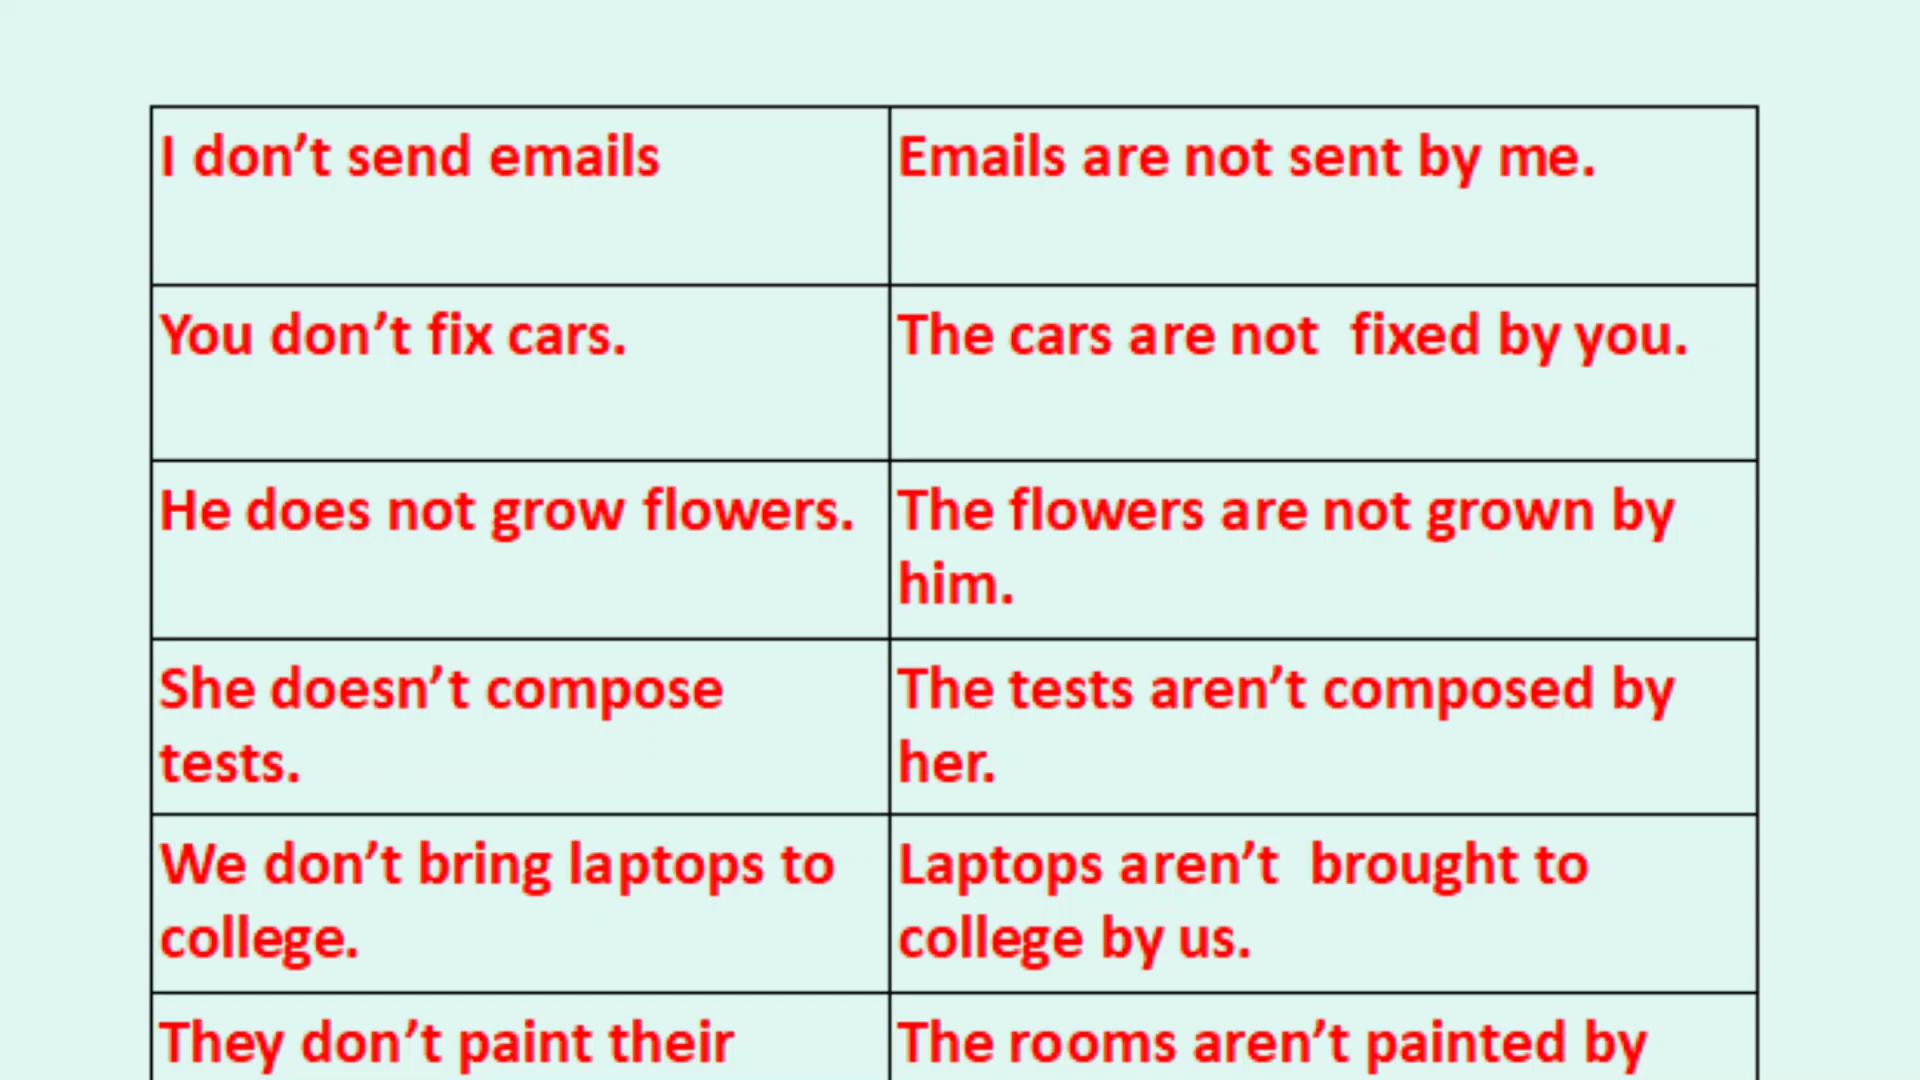 I don’t send emails
Emails are not sent by me.
You don’t fix cars.
The cars are not  fixed by you.
He does not grow flowers.
The flowers are not grown by
him.
She doesn’t compose
tests.
The tests aren’t composed by
her.
We don’t bring laptops to
college.
Laptops aren’t  brought to
college by us.
They don’t paint their
The rooms aren’t painted by